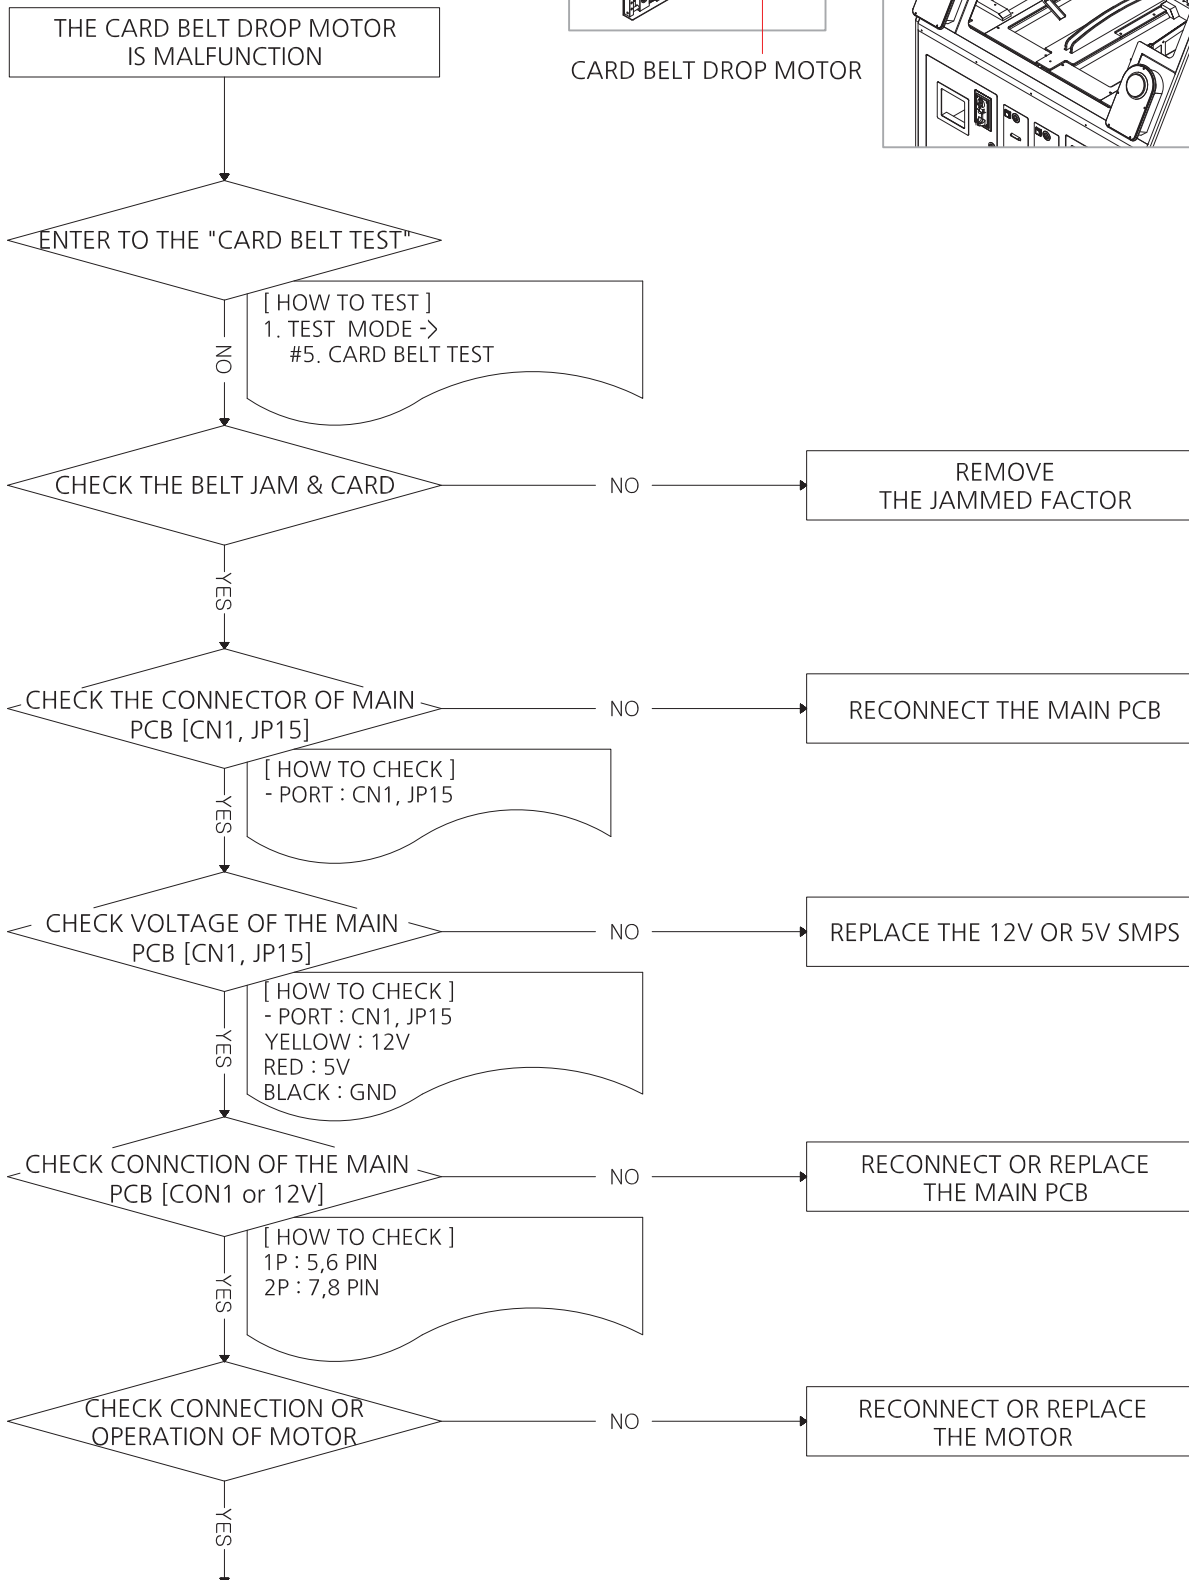 THE CARD BELT DROP MOTOR
IS MALFUNCTION
CARD BELT DROP MOTOR
ENTER TO THE "CARD BELT TEST"
[ HOW TO TEST ]
1. TEST MODE ->
#5. CARD BELT TEST
NO
CHECK THE BELT JAM & CARD
NO
REMOVE
THE JAMMED FACTOR
YES
CHECK THE CONNECTOR OF MAIN
PCB [CN1, JP15]
NO
RECONNECT THE MAIN PCB
[ HOW TO CHECK ]
- PORT : CN1, JP15
YES
CHECK VOLTAGE OF THE MAIN
PCB [CN1, JP15]
NO
REPLACE THE 12V OR 5V SMPS
[ HOW TO CHECK ]
- PORT : CN1, JP15
YELLOW : 12V
RED : 5V
BLACK : GND
YES
CHECK CONNCTION OF THE MAIN
PCB [CON1 or 12V]
NO
RECONNECT OR REPLACE
THE MAIN PCB
[ HOW TO CHECK ]
1P : 5,6 PIN
2P : 7,8 PIN
YES
CHECK CONNECTION OR
OPERATION OF MOTOR
NO
RECONNECT OR REPLACE
THE MOTOR
YES